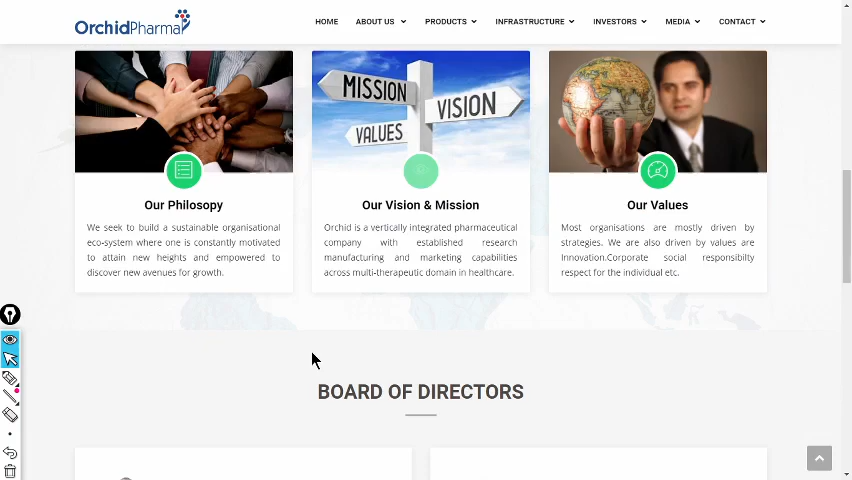 OrchidPharma
HOME ABOUT US PRODUCTS INFRASTRUCTURE INVESTORS MEDIA CONTACT
MISSION
VISION
VALUES
Our Philosopy
We seek to build a sustainable organisational
eco-system where one is constantly motivated
to attain new heights and empowered to
discover new avenues for growth.
Our Vision & Mission
Orchid is a vertically integrated pharmaceutical
company with established research
manufacturing and marketing capabilities
across multi-therapeutic domain in healthcare.
Our Values
Most organisations are mostly driven by
strategies. We are also driven by values are
Innovation.Corporate social responsibilty
respect for the individual etc.
BOARD OF DIRECTORS